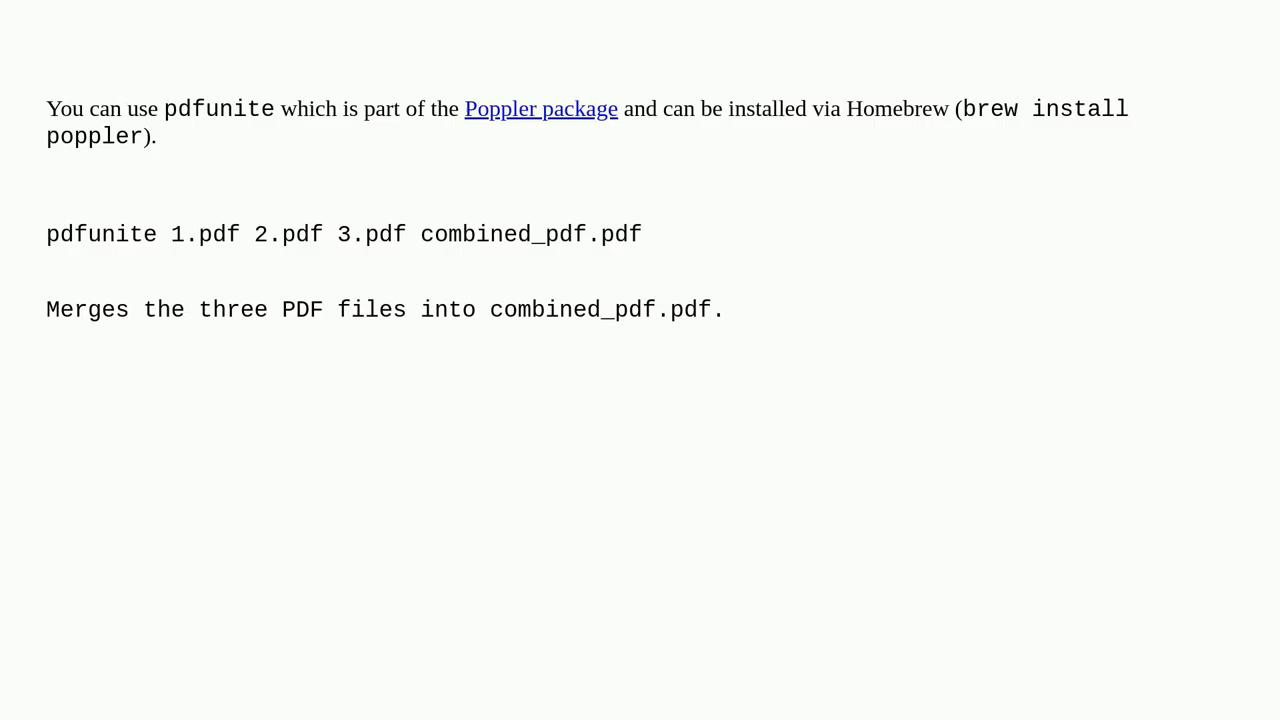 You can use pdfunite which is part of the Poppler package and can be installed via Homebrew (brew install
poppler).
pdfunite 1.pdf 2.pdf 3.pdf combined_pdf.pdf
Merges the three PDF files into combined_pdf.pdf.